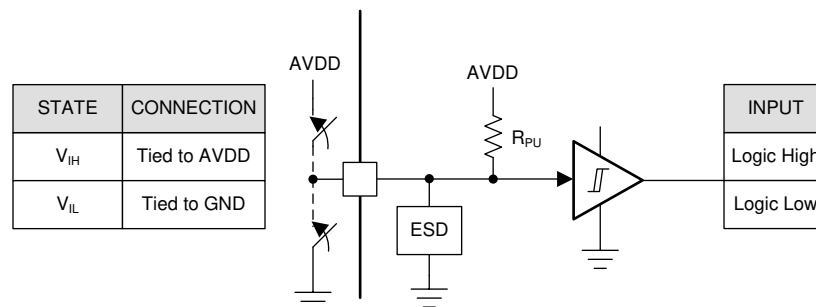 AVDD
AVDD
STATE CONNECTION
V_IH Tied to AVDD
V_IL Tied to GND
R_PU
ESD
INPUT
Logic High
Logic Low